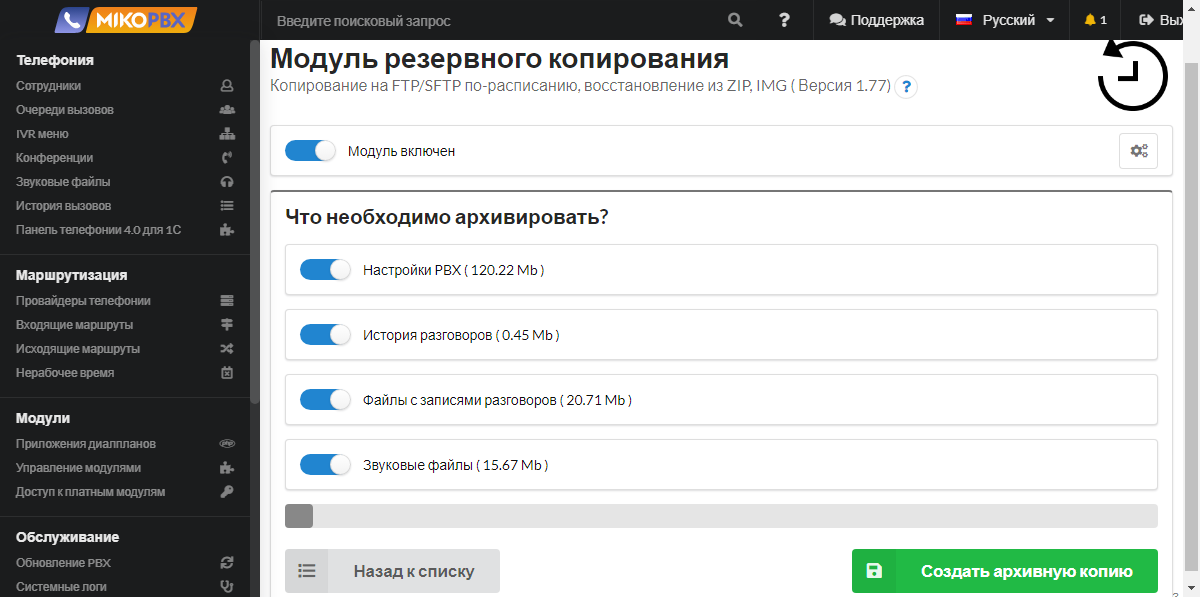 MIKOPBX
Введите поисковый запрос
?
Поддержка
Русский
1
Вых
Телефония
Сотрудники
Очереди вызовов
IVR меню
Конференции
Звуковые файлы
История вызовов
Панель телефонии 4.0 для 1С
Маршрутизация
Провайдеры телефонии
Входящие маршруты
Исходящие маршруты
Нерабочее время
Модули
Приложения диалпланов
Управление модулями
Доступ к платным модулям
Обслуживание
Обновление PBX
Системные логи
Модуль резервного копирования
Копирование на FTP/SFTP по-расписанию, восстановление из ZIP, IMG ( Версия 1.77) ?
Модуль включен
Что необходимо архивировать?
Настройки PBX ( 120.22 Mb )
История разговоров ( 0.45 Mb )
Файлы с записями разговоров ( 20.71 Mb )
Звуковые файлы ( 15.67 Mb )
Назад к списку
Создать архивную копию